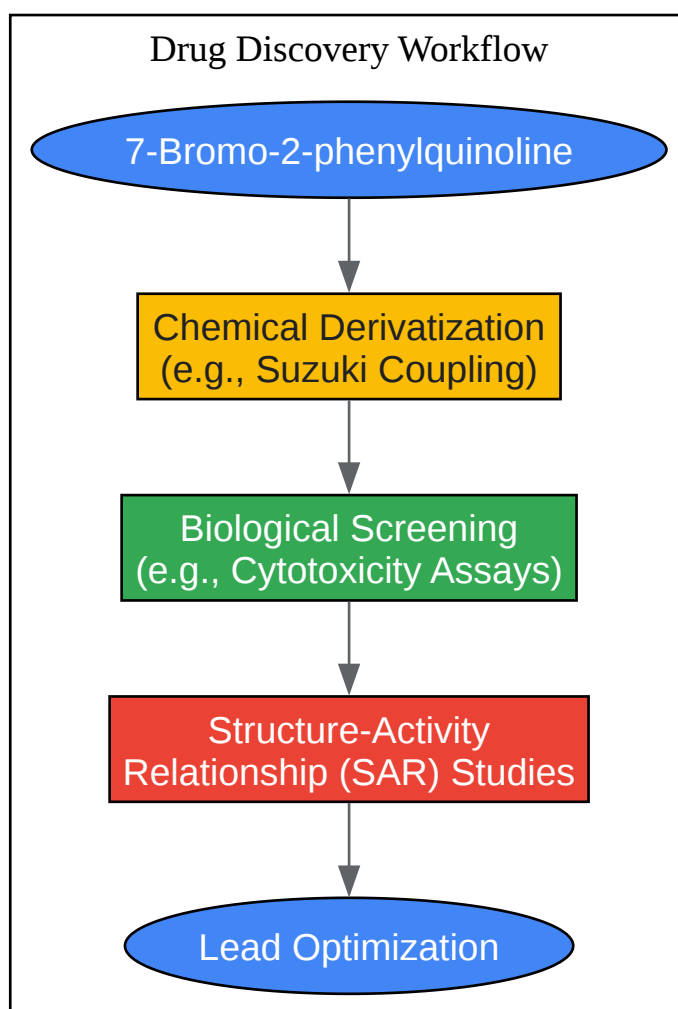 Drug Discovery Workflow
7-Bromo-2-phenylquinoline
Chemical Derivatization
(e.g., Suzuki Coupling)
Biological Screening
(e.g., Cytotoxicity Assays)
Structure-Activity
Relationship (SAR) Studies
Lead Optimization